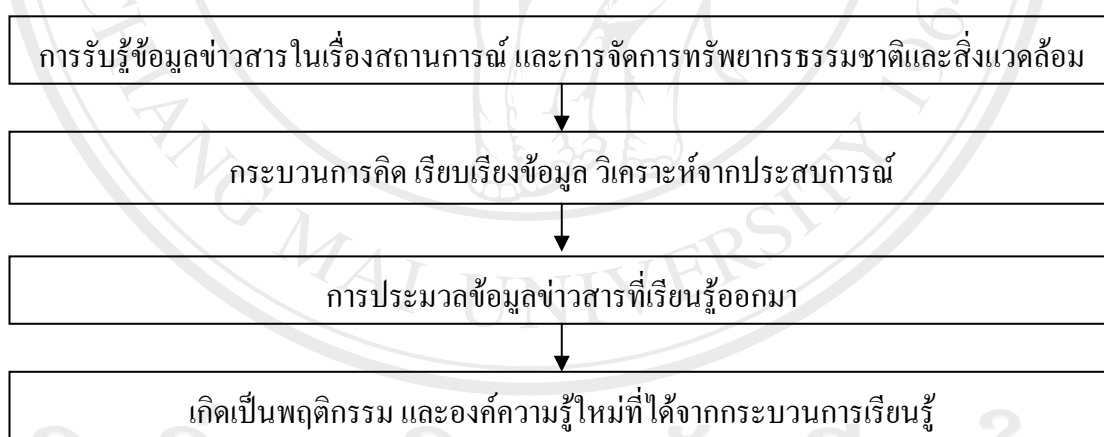 การรับรู้ข้อมูลข่าวสารในเรื่องสถานการณ์ และการจัดการทรัพยากรธรรมชาติและสิ่งแวดล้อม
กระบวนการคิด เรียบเรียงข้อมูล วิเคราะห์จากประสบการณ์
การประมวลข้อมูลข่าวสารที่เรียนรู้ออกมา
เกิดเป็นพฤติกรรม และองค์ความรู้ใหม่ที่ได้จากกระบวนการเรียนรู้
CHIANG MAI UNIVERSITY 196